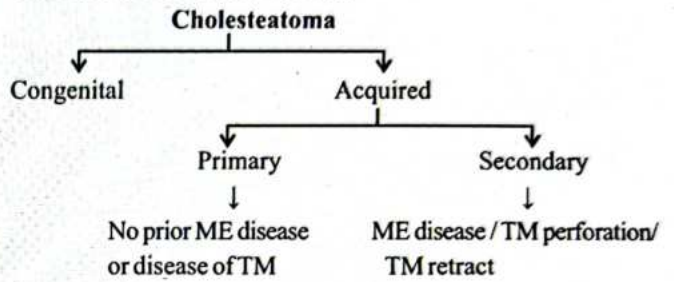 Cholesteatoma
Congenital Acquired
Primary Secondary
No prior ME disease ME disease / TM perforation/
or disease of TM TM retract